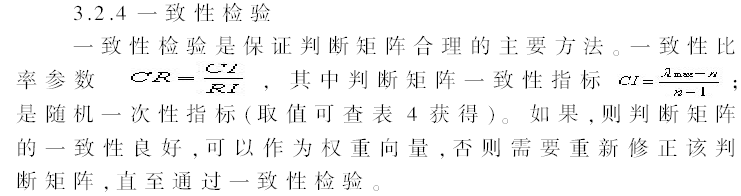 3.2.4 一致性检验
一致性检验是保证判断矩阵合理的主要方法。一致性比
率参数 CR=CI/RI ，其中判断矩阵一致性指标 CI=(λmax-n)/(n-1)；
是随机一次性指标(取值可查表 4 获得)。如果,则判断矩阵
的一致性良好,可以作为权重向量,否则需要重新修正该判
断矩阵,直至通过一致性检验。